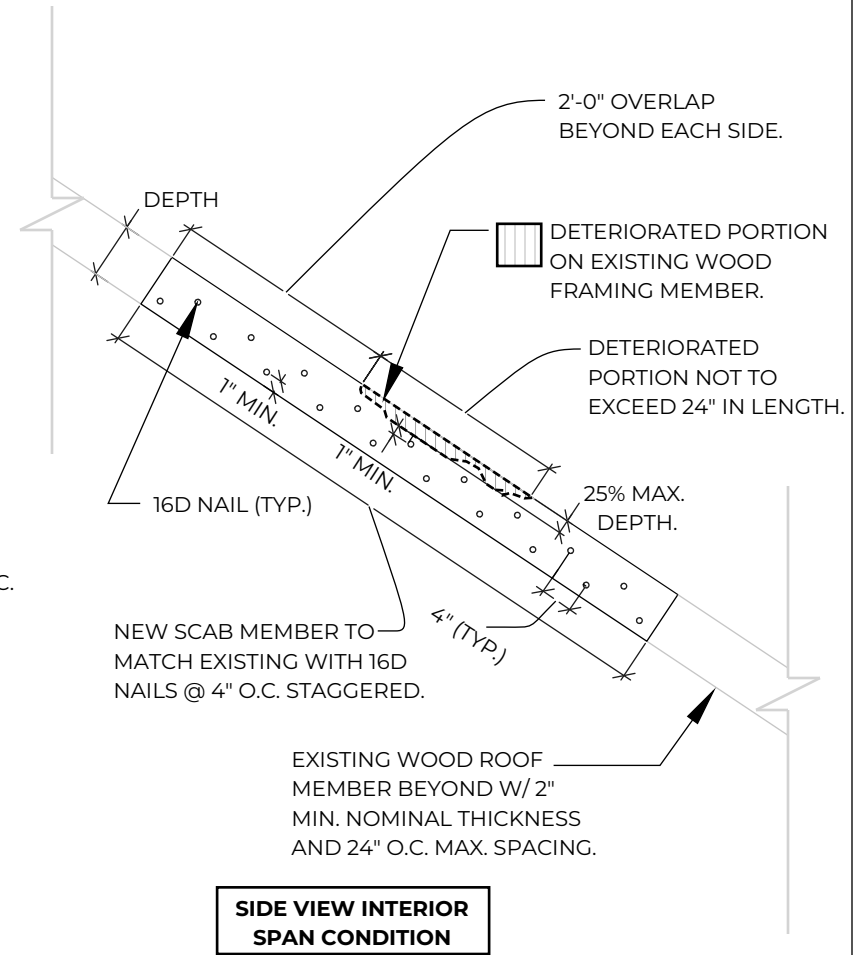 2'-0" OVERLAP
BEYOND EACH SIDE.
DEPTH
DETERIORATED PORTION
ON EXISTING WOOD
FRAMING MEMBER.
DETERIORATED
PORTION NOT TO
EXCEED 24" IN LENGTH.
1" MIN.
1" MIN.
16D NAIL (TYP.)
25% MAX.
DEPTH.
C.
4" (TYP.)
NEW SCAB MEMBER TO
MATCH EXISTING WITH 16D
NAILS @ 4" O.C. STAGGERED.
EXISTING WOOD ROOF
MEMBER BEYOND W/ 2"
MIN. NOMINAL THICKNESS
AND 24" O.C. MAX. SPACING.
SIDE VIEW INTERIOR
SPAN CONDITION